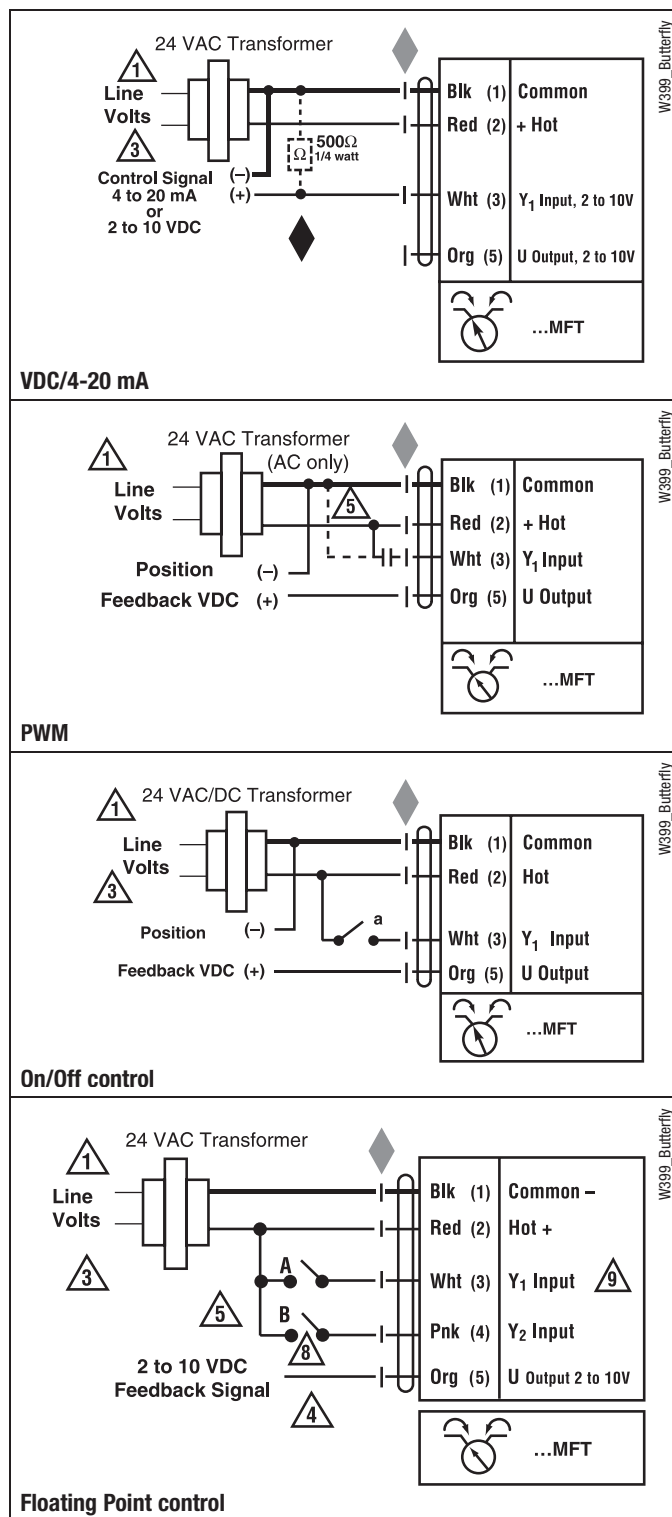 24 VAC Transformer
1
Line
Volts
3
Control Signal
4 to 20 mA
or
2 to 10 VDC
(–)
(+)
Ω
500Ω
1/4 watt
Blk (1) Common
Red (2) + Hot
Wht (3) Y1 Input, 2 to 10V
Org (5) U Output, 2 to 10V
...MFT
W399_Butterfly
VDC/4-20 mA
24 VAC Transformer
(AC only)
1
Line
Volts
5
Position (–)
Feedback VDC (+)
Blk (1) Common
Red (2) + Hot
Wht (3) Y1 Input
Org (5) U Output
...MFT
W399_Butterfly
PWM
24 VAC/DC Transformer
1
Line
Volts
3
a
Position (–)
Feedback VDC (+)
Blk (1) Common
Red (2) Hot
Wht (3) Y1 Input
Org (5) U Output
...MFT
W399_Butterfly
On/Off control
24 VAC Transformer
1
Line
Volts
3
A
5
B
8
2 to 10 VDC
Feedback Signal
4
Blk (1) Common –
Red (2) Hot +
Wht (3) Y1 Input 9
Pnk (4) Y2 Input
Org (5) U Output 2 to 10V
...MFT
W399_Butterfly
Floating Point control